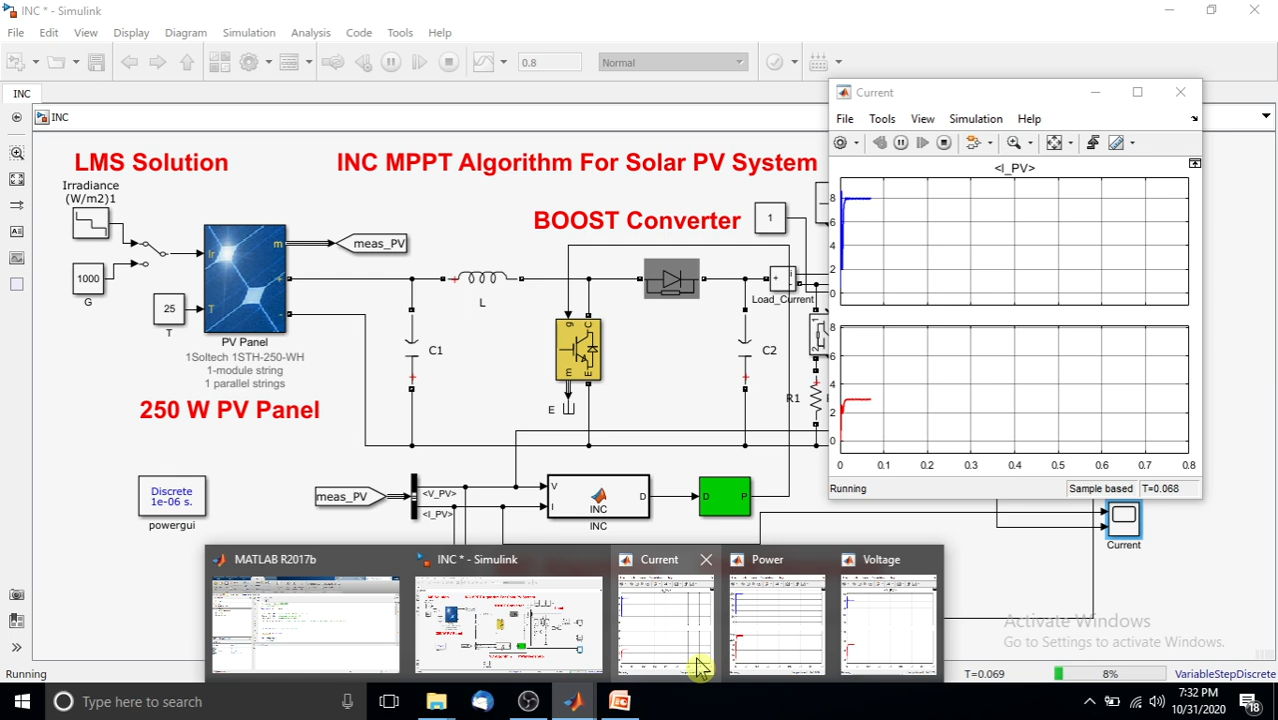 INC * - Simulink
File Edit View Display Diagram Simulation Analysis Code Tools Help
0.8 Normal
INC
INC
LMS Solution
INC MPPT Algorithm For Solar PV System
Irradiance
(W/m2)1
BOOST Converter
1
Ir
m
meas_PV
+
1000
G
25
T
T
-
PV Panel
1Soltech 1STH-250-WH
1-module string
1 parallel strings
250 W PV Panel
L
C1
g C
m E
E
C2
+ i
-
Load_Current
1
2
R1
Discrete
1e-06 s.
powergui
meas_PV
<V_PV>
<I_PV>
V
I
D
INC
INC
D P
Current
Current
File Tools View Simulation Help
<I_PV>
8
6
4
2
0
8
6
4
2
0
0 0.1 0.2 0.3 0.4 0.5 0.6 0.7 0.8
Running Sample based T=0.068
MATLAB R2017b
INC * - Simulink
Current
Power
Voltage
Activate Windows
Go to Settings to activate Windows.
Running T=0.069 8% VariableStepDiscrete
Type here to search
7:32 PM
10/31/2020
18